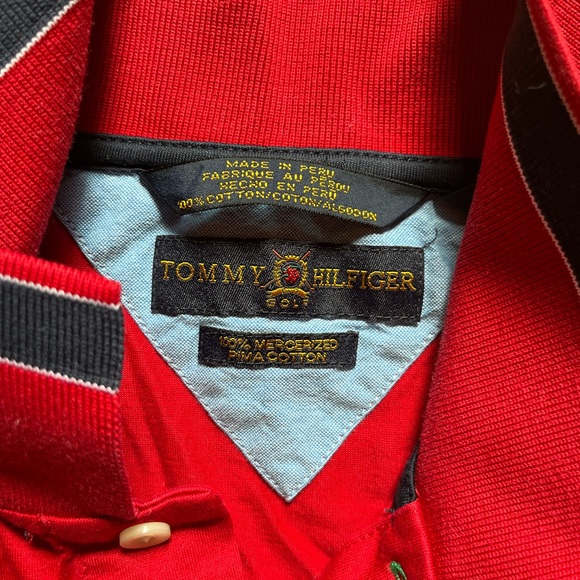 MADE IN PERU
FABRIQUE AU PEROU
HECHO EN PERU
100% COTTON/COTON/ALGODON
TOMMY HILFIGER
GOLF
100% MERCERIZED
PIMA COTTON